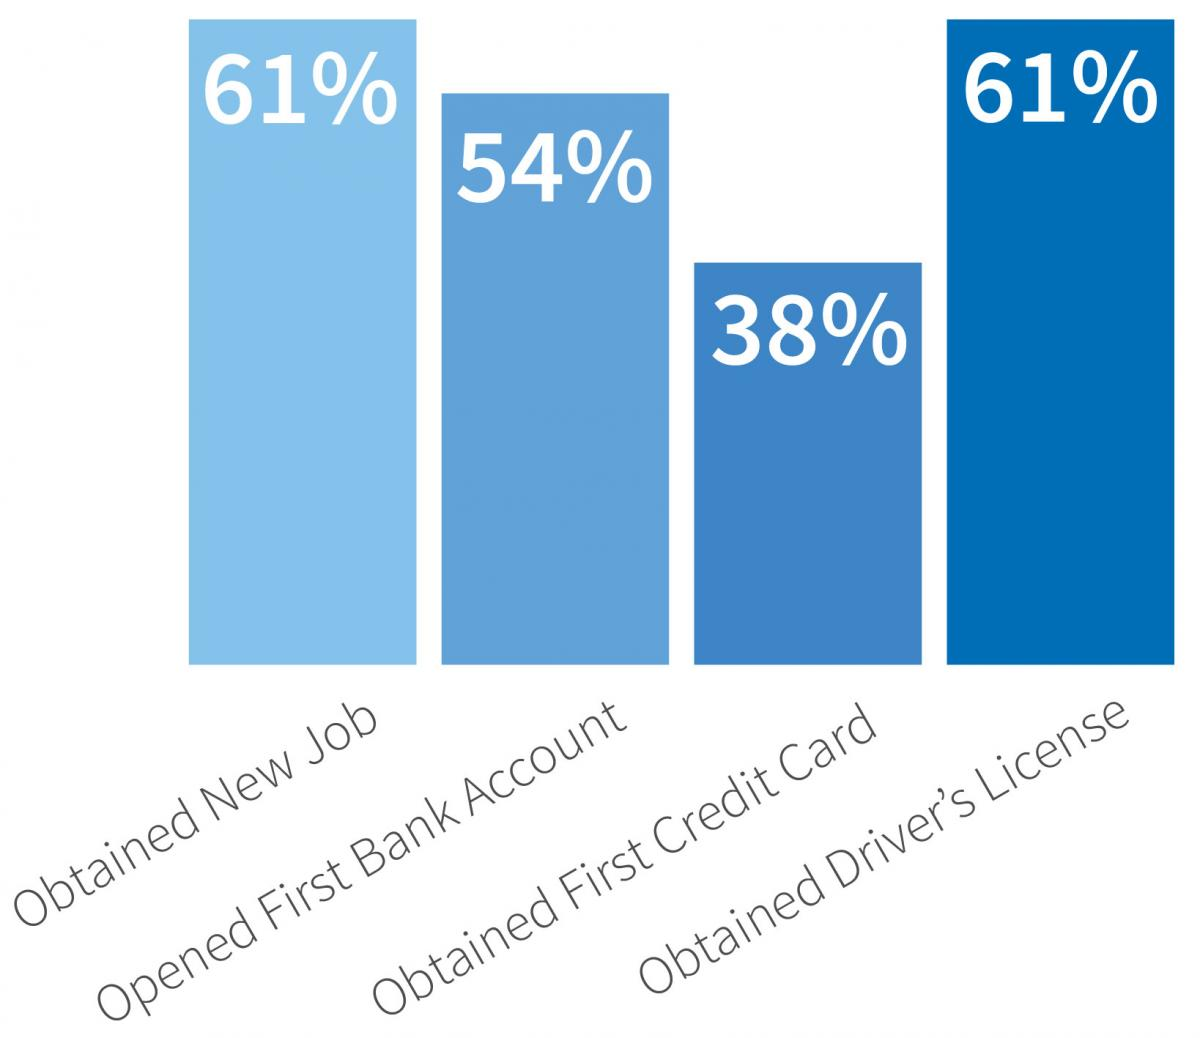 61%
54%
38%
61%
Obtained New Job
Opened First Bank Account
Obtained First Credit Card
Obtained Driver’s License